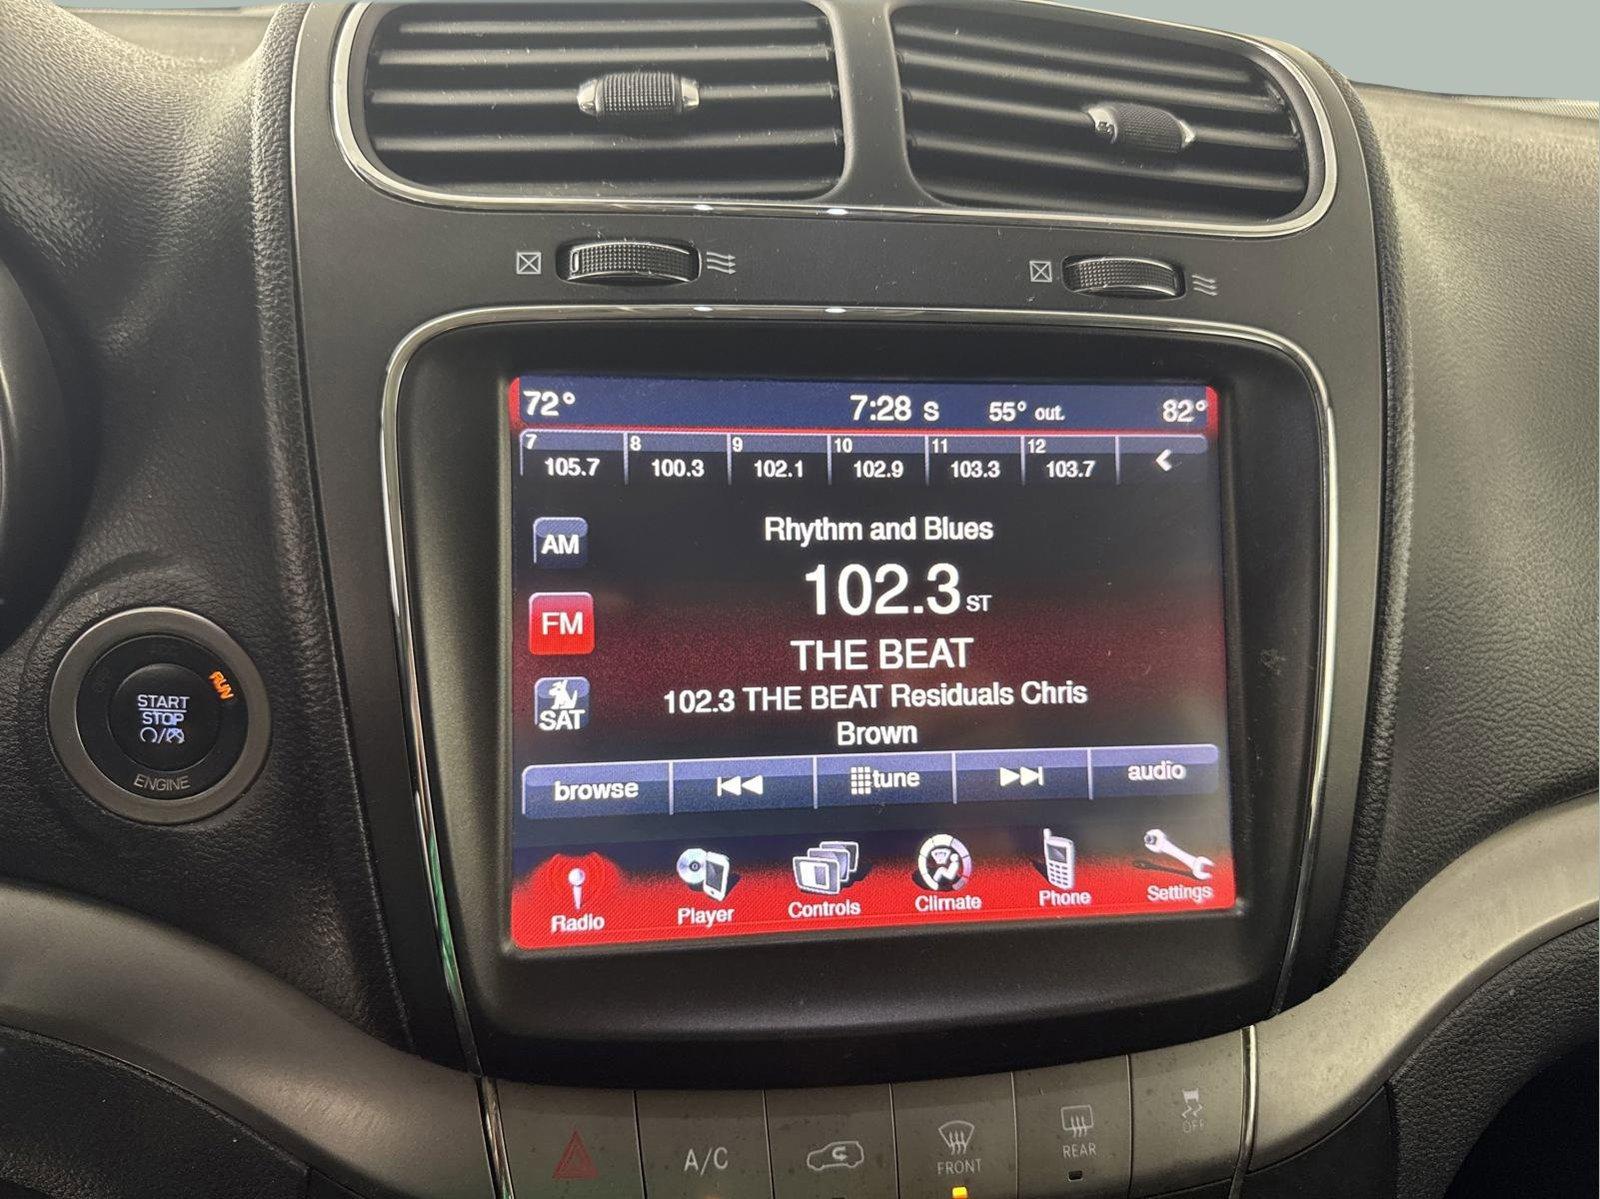 72° 7:28 S 55° out. 82°
7 8 9 10 11 12
105.7 100.3 102.1 102.9 103.3 103.7
AM
Rhythm and Blues
102.3 ST
FM
THE BEAT
SAT
102.3 THE BEAT Residuals Chris
Brown
browse tune audio
Radio Player Controls Climate Phone Settings
RUN
START
STOP
ENGINE
A/C
FRONT
REAR
OFF